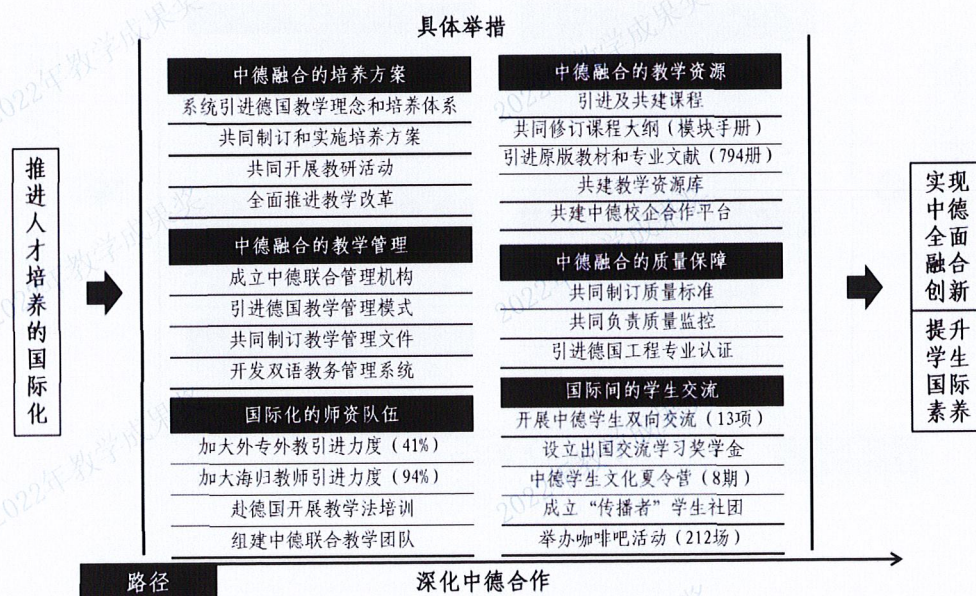 具体举措
推进人才培养的国际化
中德融合的培养方案
系统引进德国教学理念和培养体系
共同制订和实施培养方案
共同开展教研活动
全面推进教学改革
中德融合的教学管理
成立中德联合管理机构
引进德国教学管理模式
共同制订教学管理文件
开发双语教务管理系统
国际化的师资队伍
加大外专外教引进力度(41%)
加大海归教师引进力度(94%)
赴德国开展教学法培训
组建中德联合教学团队
中德融合的教学资源
引进及共建课程
共同修订课程大纲(模块手册)
引进原版教材和专业文献(794册)
共建教学资源库
共建中德校企合作平台
中德融合的质量保障
共同制订质量标准
共同负责质量监控
引进德国工程专业认证
国际间的学生交流
开展中德学生双向交流(13项)
设立出国交流学习奖学金
中德学生文化夏令营(8期)
成立“传播者”学生社团
举办咖啡吧活动(212场)
实现
中德
全面
融合
创新
提升
学生
国际
素养
路径
深化中德合作
2022年教学成果奖